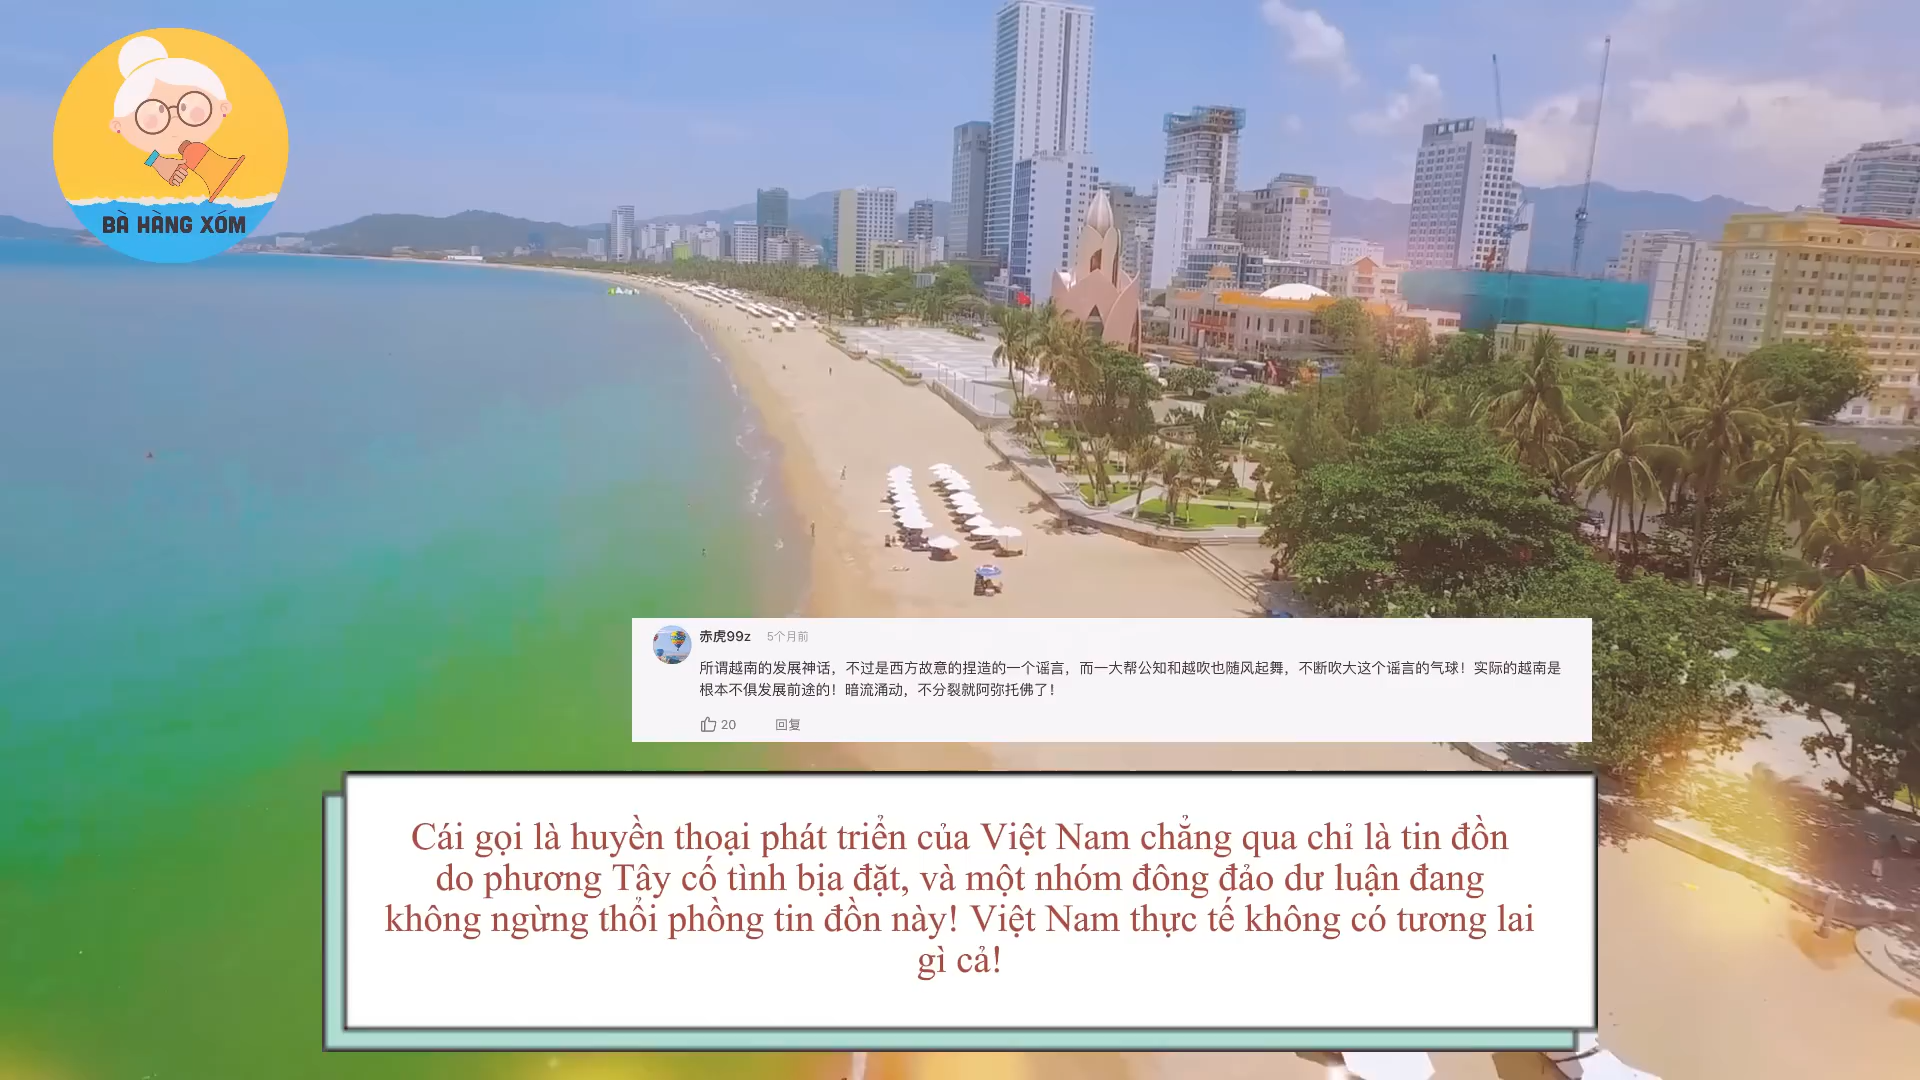 BÀ HÀNG XÓM
赤虎99z 5个月前
所谓越南的发展神话，不过是西方故意的捏造的一个谣言，而一大帮公知和越吹也随风起舞，不断吹大这个谣言的气球！实际的越南是
根本不俱发展前途的！暗流涌动，不分裂就阿弥托佛了！
20 回复
Cái gọi là huyền thoại phát triển của Việt Nam chẳng qua chỉ là tin đồn
do phương Tây cố tình bịa đặt, và một nhóm đông đảo dư luận đang
không ngừng thổi phồng tin đồn này! Việt Nam thực tế không có tương lai
gì cả!